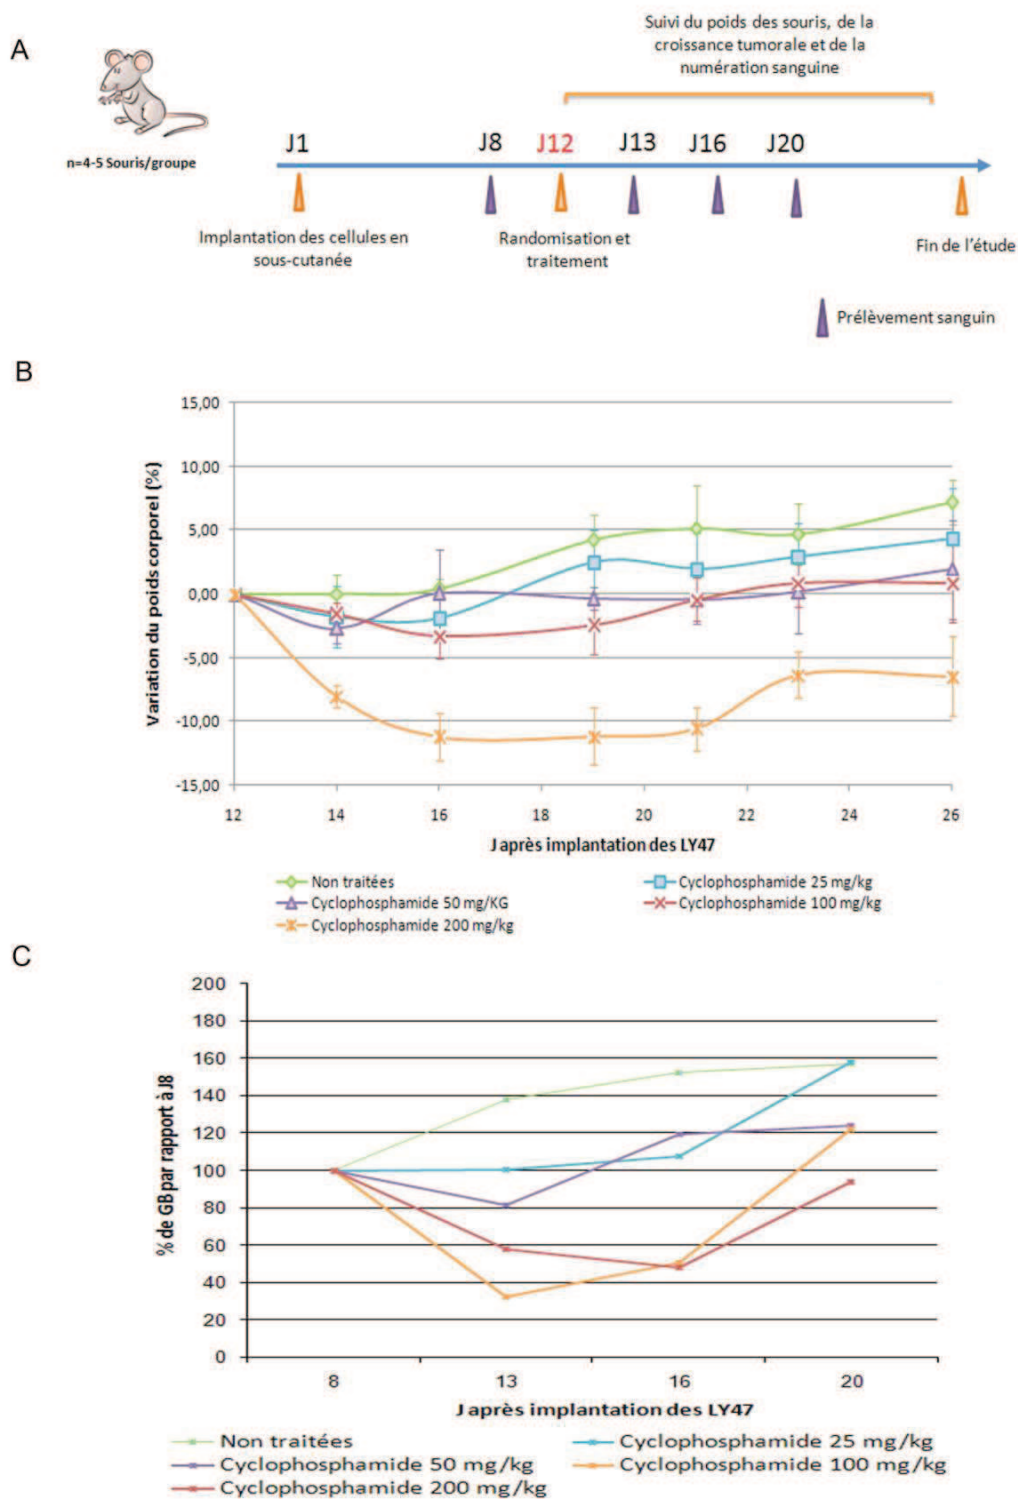 A
Suivi du poids des souris, de la
croissance tumorale et de la
numération sanguine
n=4-5 Souris/groupe
J1
J8
J12
J13
J16
J20
Implantation des cellules en
sous-cutanée
Randomisation et
traitement
Fin de l'étude
Prélèvement sanguin
B
Variation du poids corporel (%)
15,00
10,00
5,00
0,00
-5,00
-10,00
-15,00
12 14 16 18 20 22 24 26
J après implantation des LY47
Non traitées
Cyclophosphamide 25 mg/kg
Cyclophosphamide 50 mg/KG
Cyclophosphamide 100 mg/kg
Cyclophosphamide 200 mg/kg
C
% de GB par rapport à J8
200
180
160
140
120
100
80
60
40
20
0
8 13 16 20
J après implantation des LY47
Non traitées
Cyclophosphamide 25 mg/kg
Cyclophosphamide 50 mg/kg
Cyclophosphamide 100 mg/kg
Cyclophosphamide 200 mg/kg